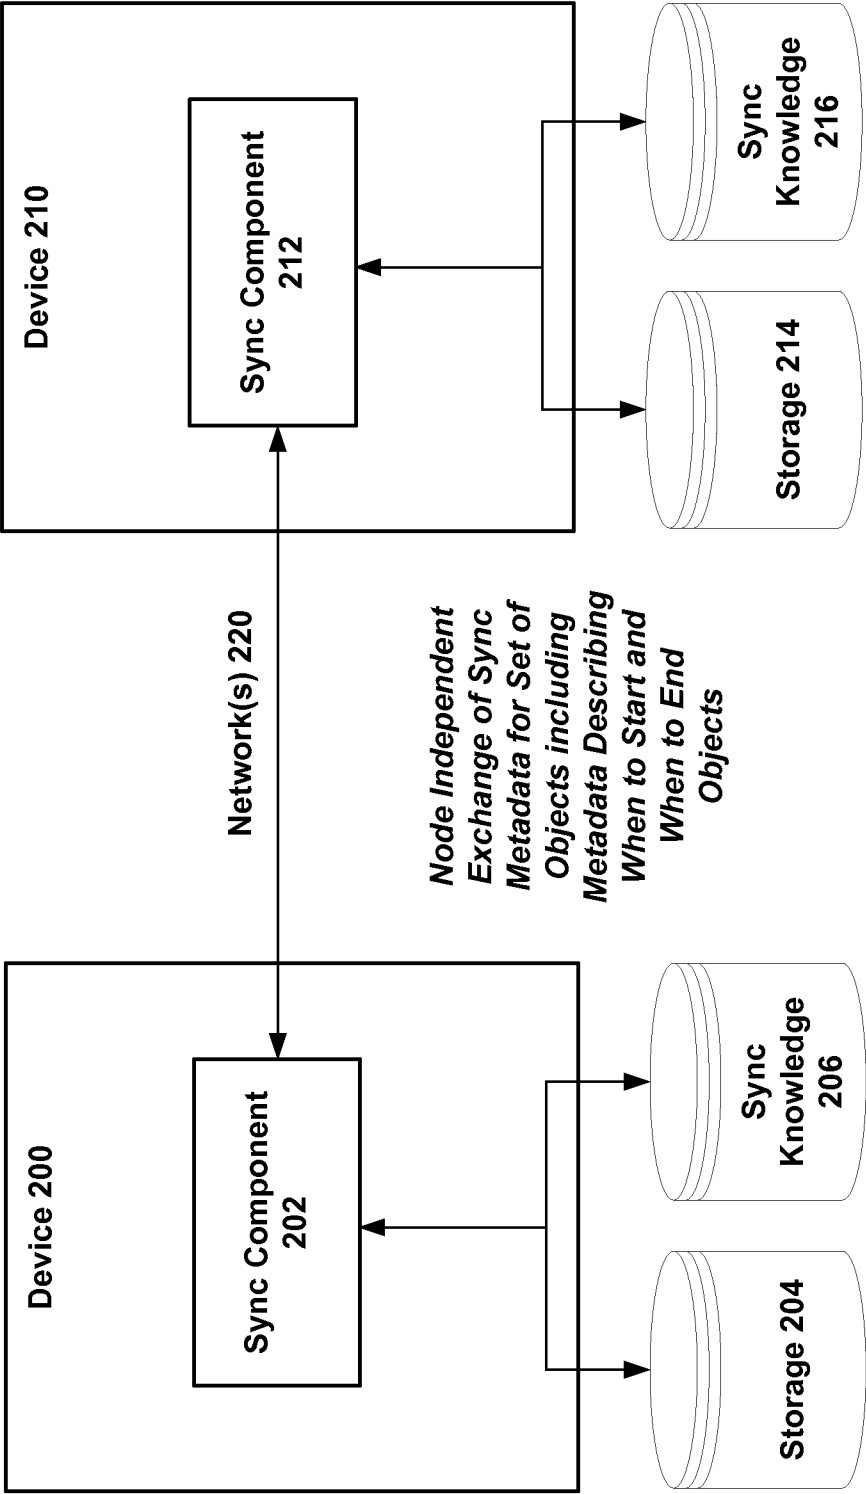 Device 200
Sync Component
202
Storage 204
Sync
Knowledge
206
Network(s) 220
Node Independent
Exchange of Sync
Metadata for Set of
Objects including
Metadata Describing
When to Start and
When to End
Objects
Device 210
Sync Component
212
Storage 214
Sync
Knowledge
216